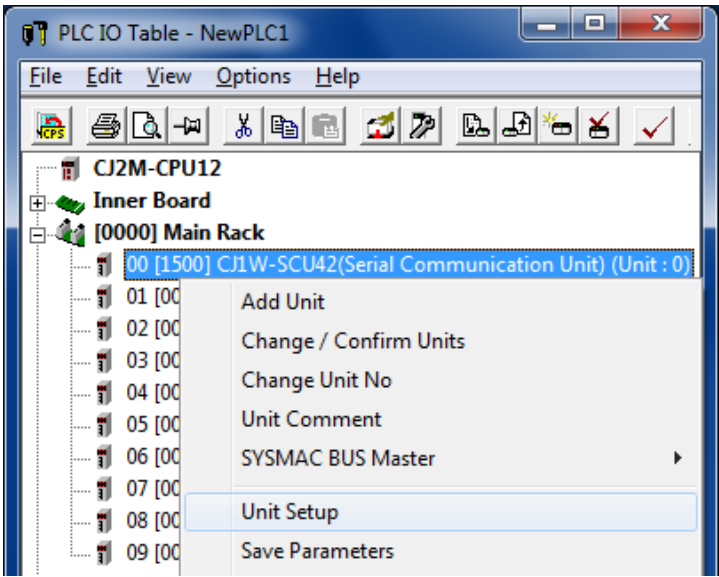 PLC IO Table - NewPLC1
File Edit View Options Help
CPS
CJ2M-CPU12
Inner Board
[0000] Main Rack
00 [1500] CJ1W-SCU42(Serial Communication Unit) (Unit : 0)
01 [00
Add Unit
02 [00
Change / Confirm Units
03 [00
Change Unit No
04 [00
05 [00
Unit Comment
06 [00
SYSMAC BUS Master
07 [00
08 [00
Unit Setup
09 [00
Save Parameters